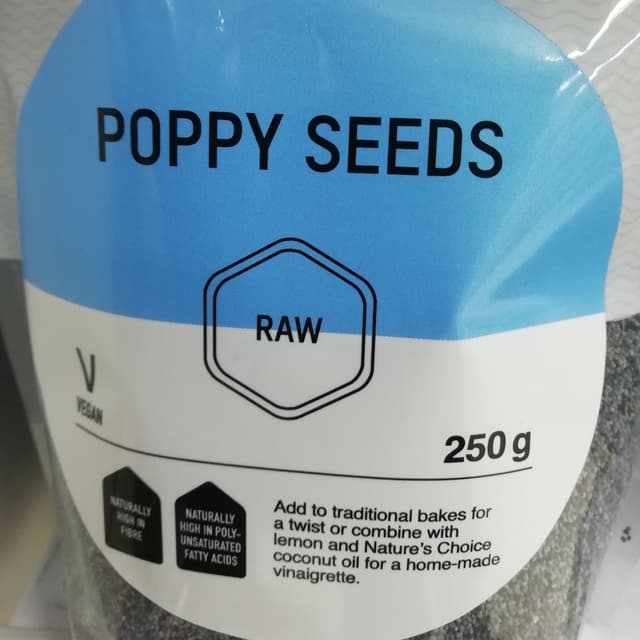 POPPY SEEDS
RAW
V
VEGAN
250 g
NATURALLY
HIGH IN
FIBRE
NATURALLY
HIGH IN POLY-
UNSATURATED
FATTY ACIDS
Add to traditional bakes for
a twist or combine with
lemon and Nature's Choice
coconut oil for a home-made
vinaigrette.